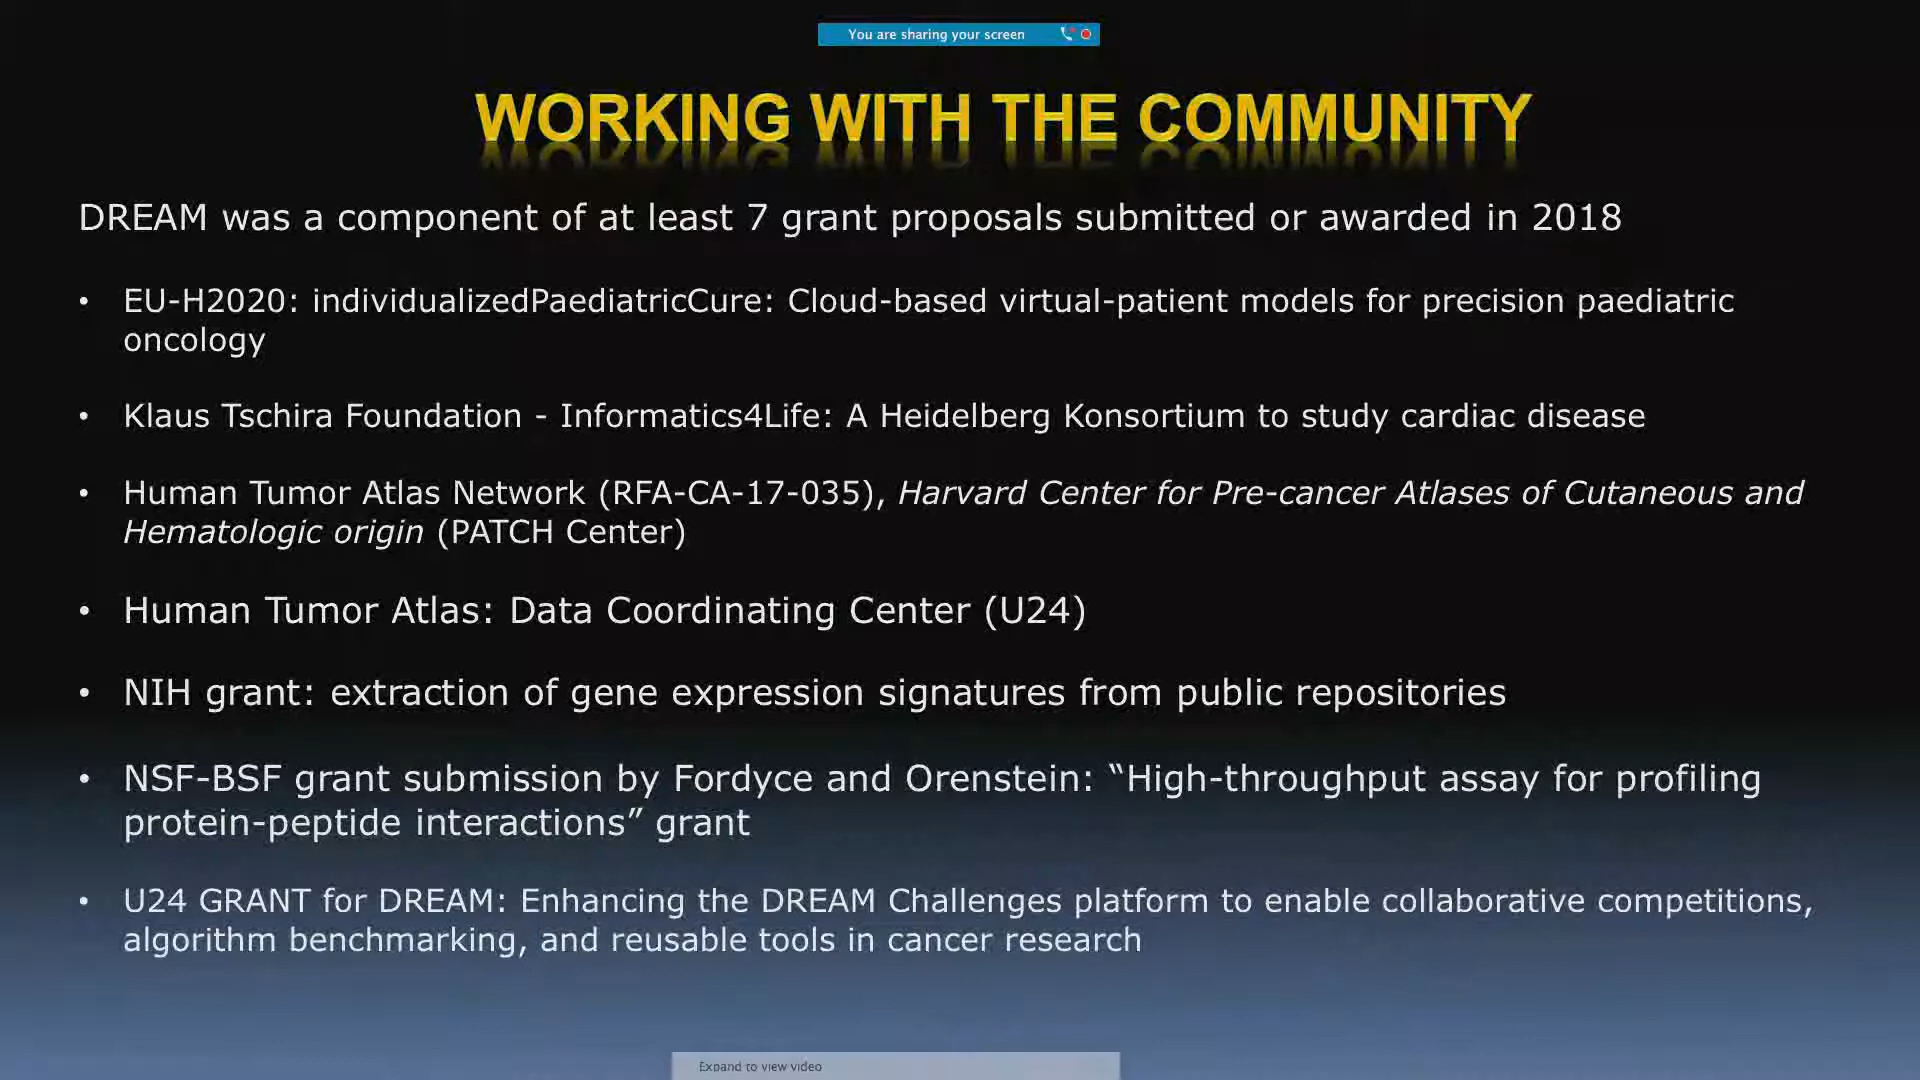 You are sharing your screen
WORKING WITH THE COMMUNITY
DREAM was a component of at least 7 grant proposals submitted or awarded in 2018
• EU-H2020: individualizedPaediatricCure: Cloud-based virtual-patient models for precision paediatric
oncology
• Klaus Tschira Foundation - Informatics4Life: A Heidelberg Konsortium to study cardiac disease
• Human Tumor Atlas Network (RFA-CA-17-035), Harvard Center for Pre-cancer Atlases of Cutaneous and
Hematologic origin (PATCH Center)
• Human Tumor Atlas: Data Coordinating Center (U24)
• NIH grant: extraction of gene expression signatures from public repositories
• NSF-BSF grant submission by Fordyce and Orenstein: “High-throughput assay for profiling
protein-peptide interactions” grant
• U24 GRANT for DREAM: Enhancing the DREAM Challenges platform to enable collaborative competitions,
algorithm benchmarking, and reusable tools in cancer research
Expand to view video